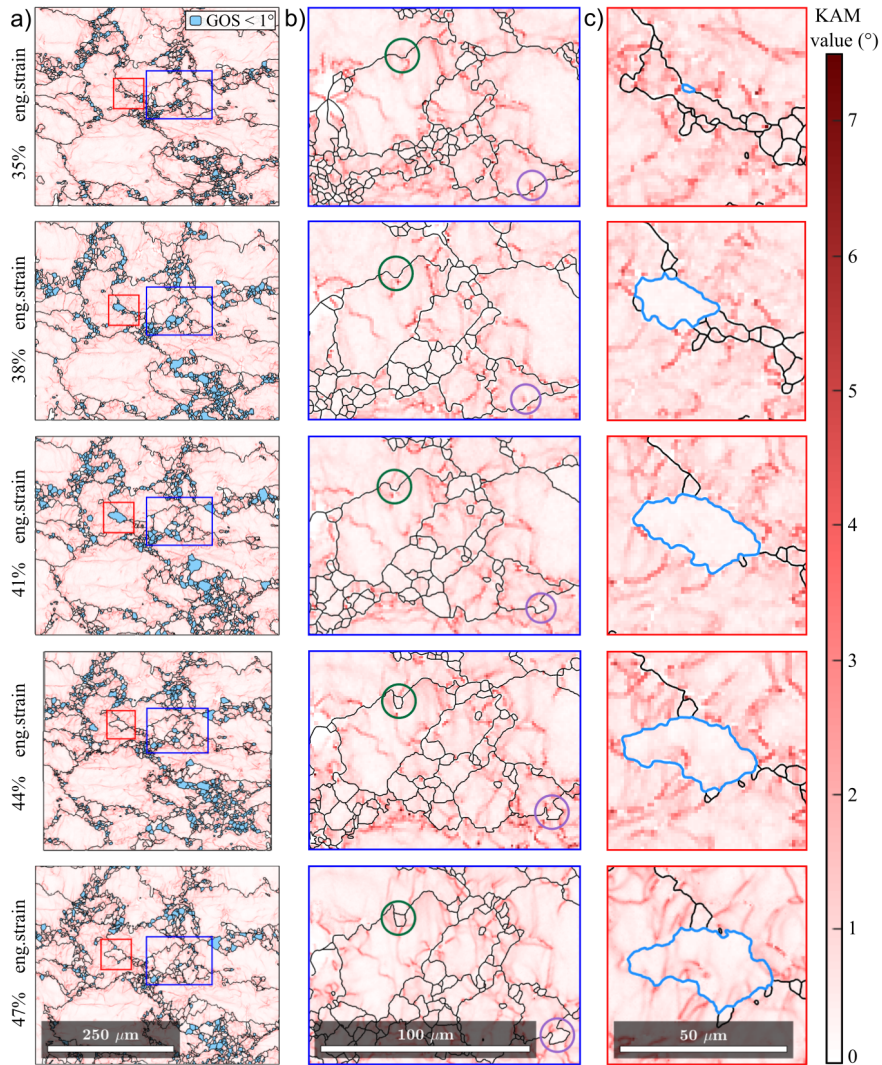 a)
GOS < 1°
b)
c)
KAM
value (°)
35% eng.strain
38% eng.strain
41% eng.strain
44% eng.strain
47% eng.strain
250 μm
100 μm
50 μm
7
6
5
4
3
2
1
0